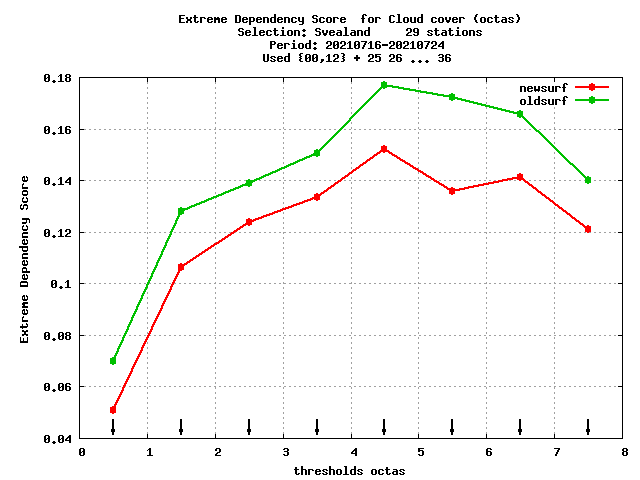 Extreme Dependency Score  for Cloud cover (octas)
Selection: Svealand     29 stations
Period: 20210716-20210724
Used {00,12} + 25 26 ... 36
newsurf
oldsurf
0.18
0.16
0.14
0.12
0.1
0.08
0.06
0.04
Extreme Dependency Score
0 1 2 3 4 5 6 7 8
thresholds octas